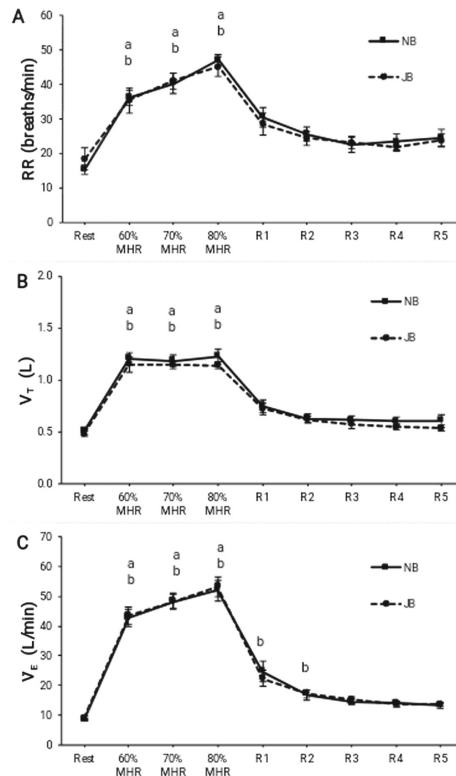 A
60
50
40
30
20
10
0
RR (breaths/min)
a a a
b b b
NB
JB
Rest 60% MHR 70% MHR 80% MHR R1 R2 R3 R4 R5
B
2.0
1.5
1.0
0.5
0.0
VT (L)
a a a
b b b
NB
JB
Rest 60% MHR 70% MHR 80% MHR R1 R2 R3 R4 R5
C
70
60
50
40
30
20
10
0
VE (L/min)
a a a
b b b
b b
NB
JB
Rest 60% MHR 70% MHR 80% MHR R1 R2 R3 R4 R5